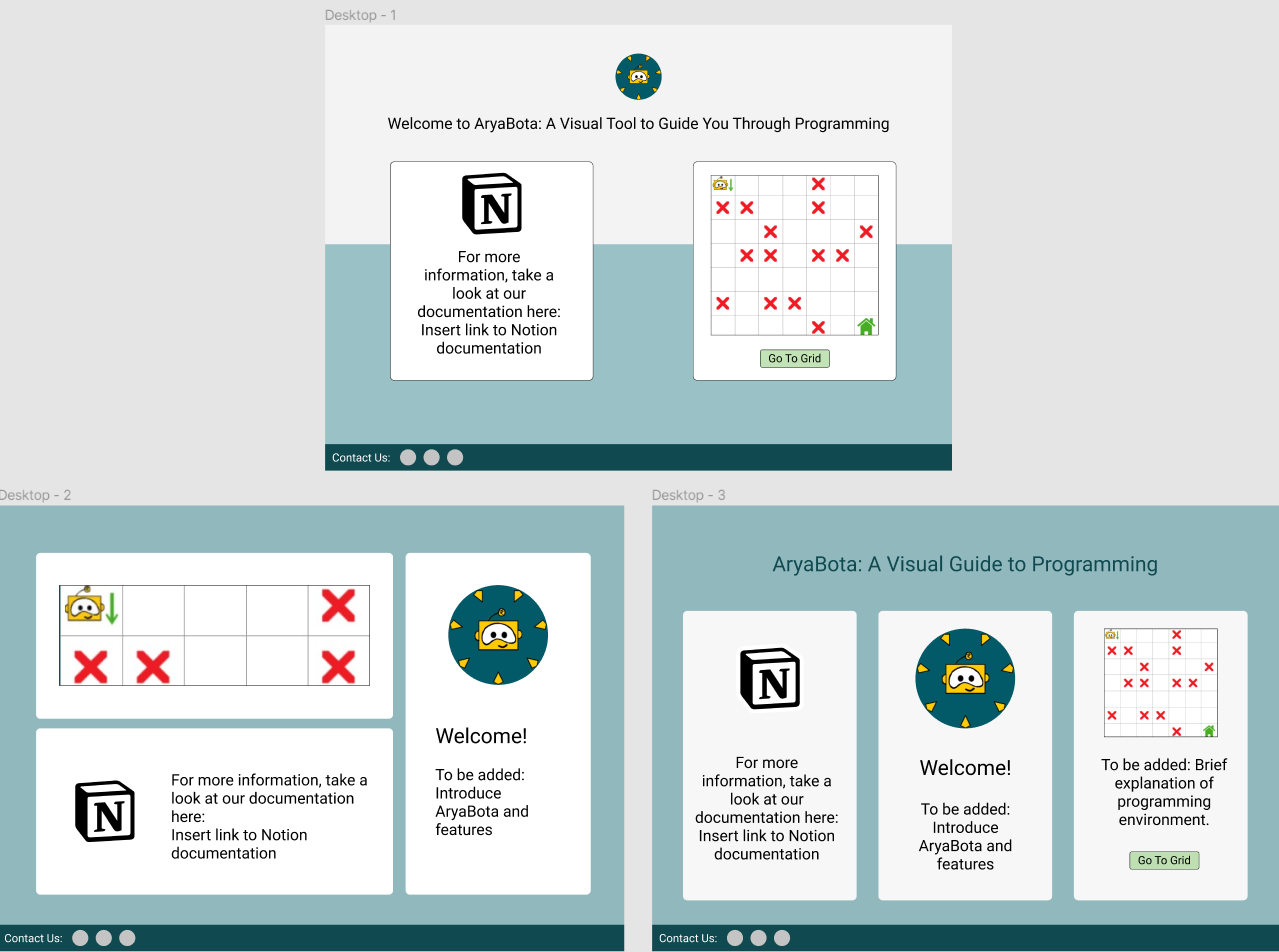 Desktop - 1
Welcome to AryaBota: A Visual Tool to Guide You Through Programming
N
For more
information, take a
look at our
documentation here:
Insert link to Notion
documentation
Go To Grid
Contact Us:
Desktop - 2
N
For more information, take a
look at our documentation
here:
Insert link to Notion
documentation
Welcome!
To be added:
Introduce
AryaBota and
features
Contact Us:
Desktop - 3
AryaBota: A Visual Guide to Programming
N
For more
information, take a
look at our
documentation here:
Insert link to Notion
documentation
Welcome!
To be added:
Introduce
AryaBota and
features
To be added: Brief
explanation of
programming
environment.
Go To Grid
Contact Us: